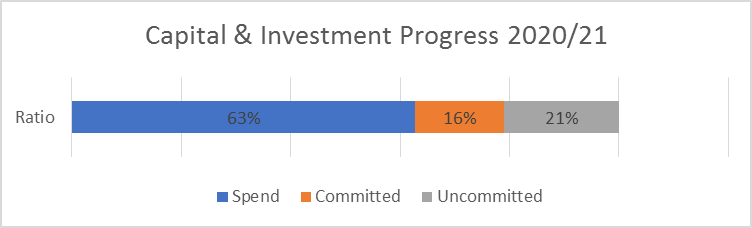 Capital & Investment Progress 2020/21
Ratio
63% 16% 21%
Spend Committed Uncommitted